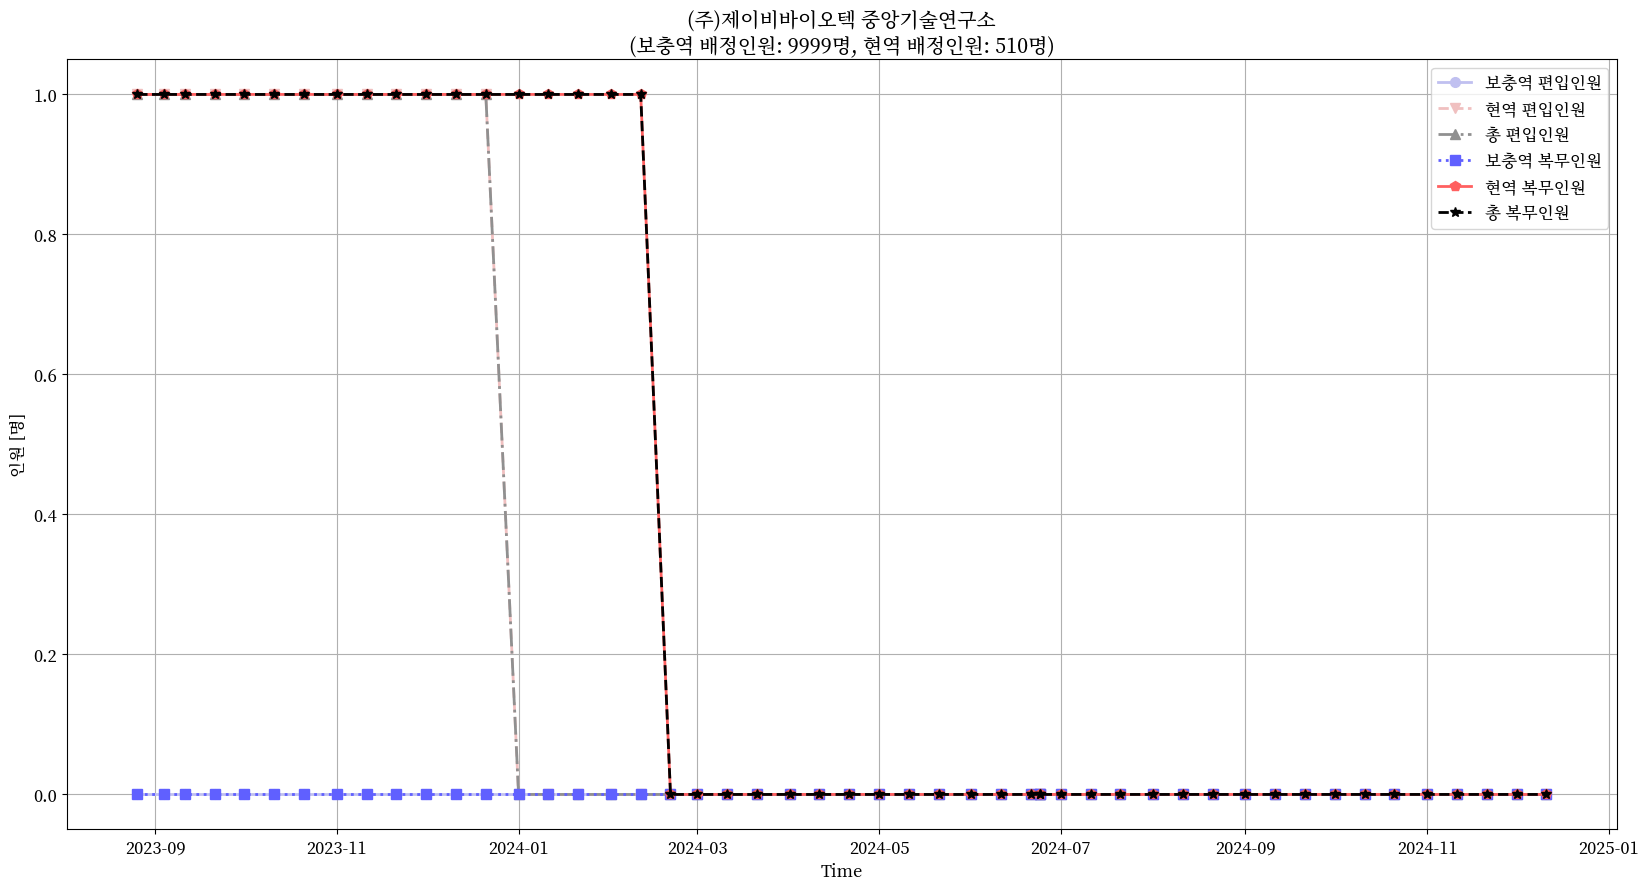 (주)제이비바이오텍 중앙기술연구소
(보충역 배정인원: 9999명, 현역 배정인원: 510명)
보충역 편입인원
현역 편입인원
총 편입인원
보충역 복무인원
현역 복무인원
총 복무인원
인원 [명]
1.0
0.8
0.6
0.4
0.2
0.0
2023-09
2023-11
2024-01
2024-03
2024-05
2024-07
2024-09
2024-11
2025-01
Time